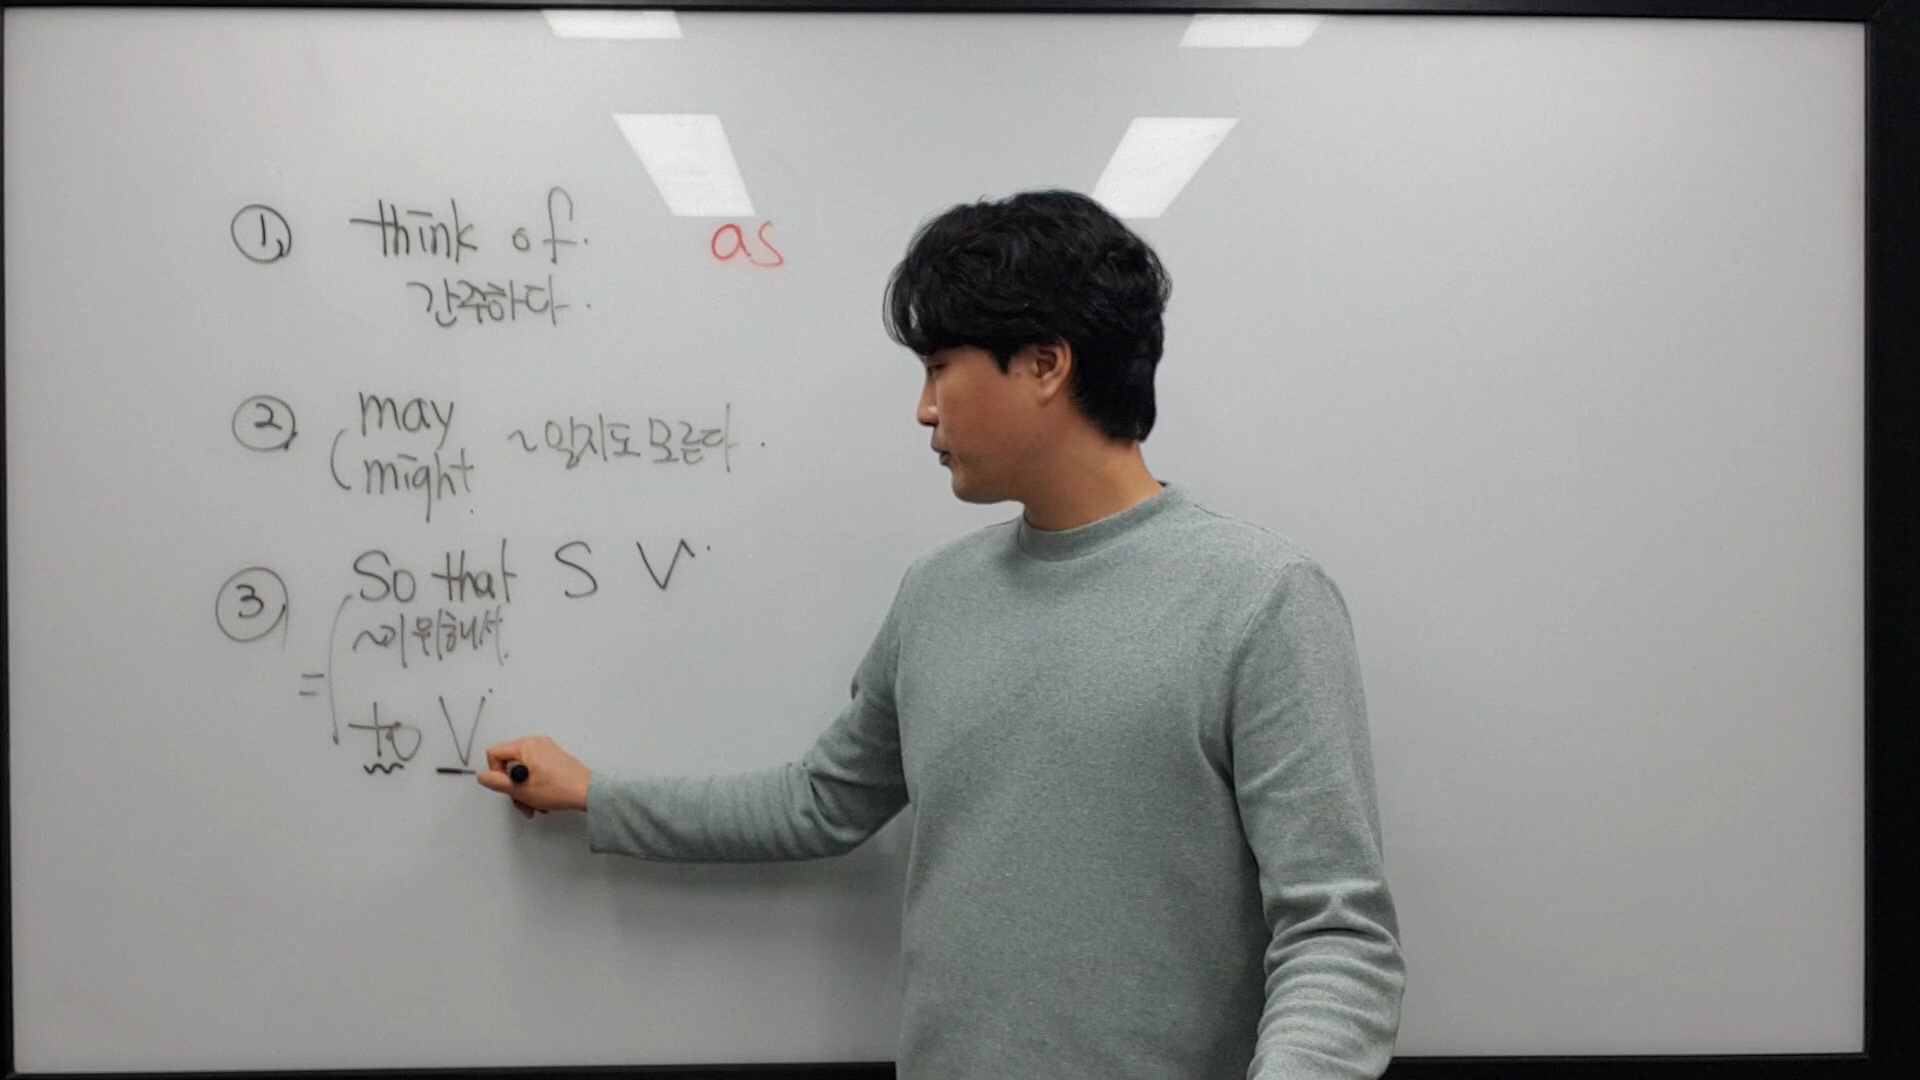 ① think of. as
간주하다.
② may
might ~일지도 모른다.
③ So that S V.
~기 위해서.
= to V